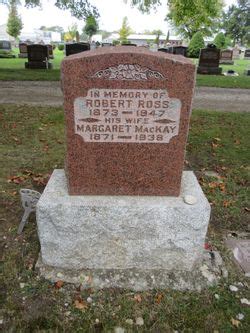 IN MEMORY OF
ROBERT ROSS
1873 – 1947
HIS WIFE
MARGARET MacKAY
1871 – 1938